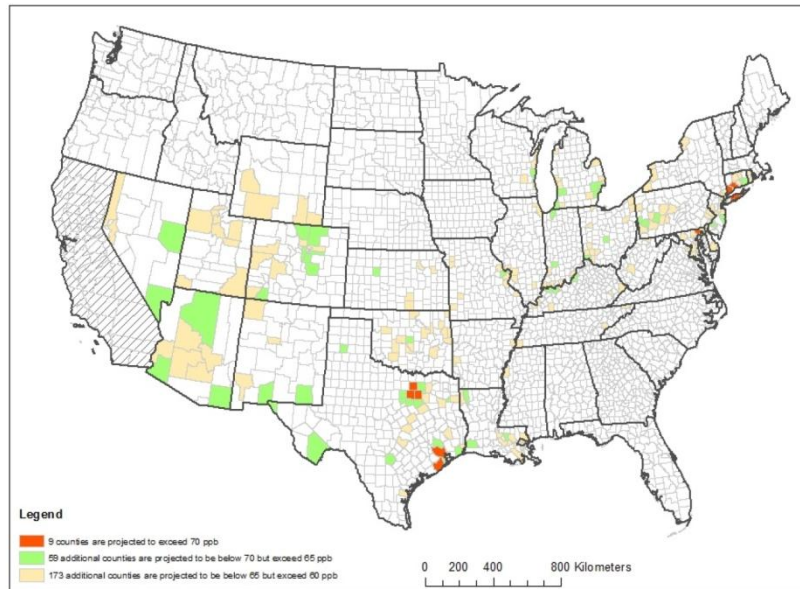 Legend
9 counties are projected to exceed 70 ppb
59 additional counties are projected to be below 70 but exceed 65 ppb
173 additional counties are projected to be below 65 but exceed 60 ppb
0 200 400 800 Kilometers